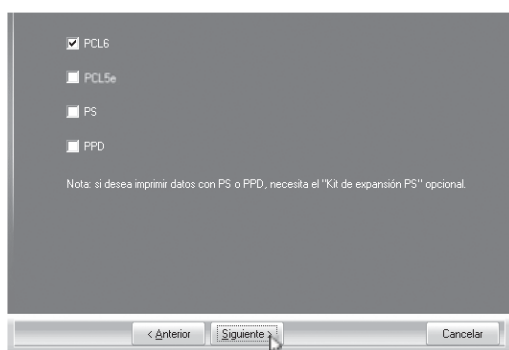 PCL6
PCL5e
PS
PPD
Nota: si desea imprimir datos con PS o PPD, necesita el "Kit de expansión PS" opcional.
< Anterior
Siguiente >
Cancelar